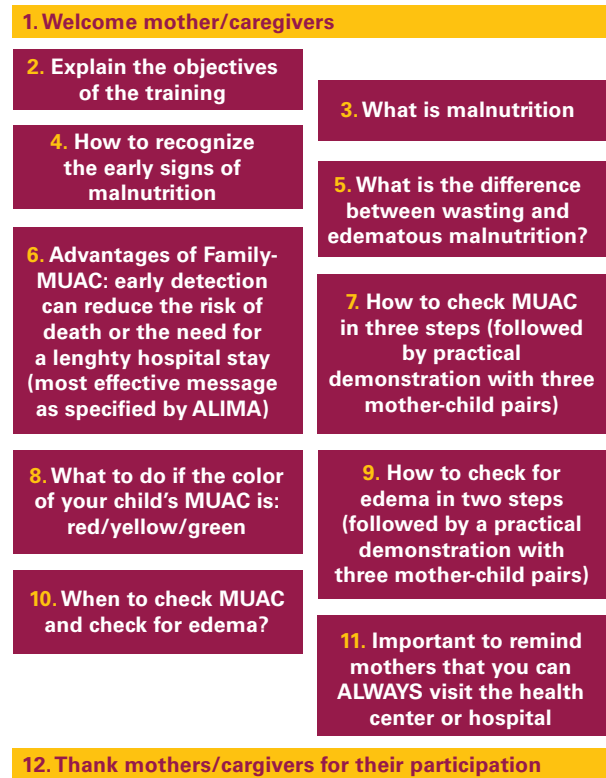 1. Welcome mother/caregivers
2. Explain the objectives
of the training
3. What is malnutrition
4. How to recognize
the early signs of
malnutrition
5. What is the difference
between wasting and
edematous malnutrition?
6. Advantages of Family-
MUAC: early detection
can reduce the risk of
death or the need for
a lenghty hospital stay
(most effective message
as specified by ALIMA)
7. How to check MUAC
in three steps (followed
by practical
demonstration with three
mother-child pairs)
8. What to do if the color
of your child's MUAC is:
red/yellow/green
9. How to check for
edema in two steps
(followed by a practical
demonstration with
three mother-child pairs)
10. When to check MUAC
and check for edema?
11. Important to remind
mothers that you can
ALWAYS visit the health
center or hospital
12. Thank mothers/cargivers for their participation